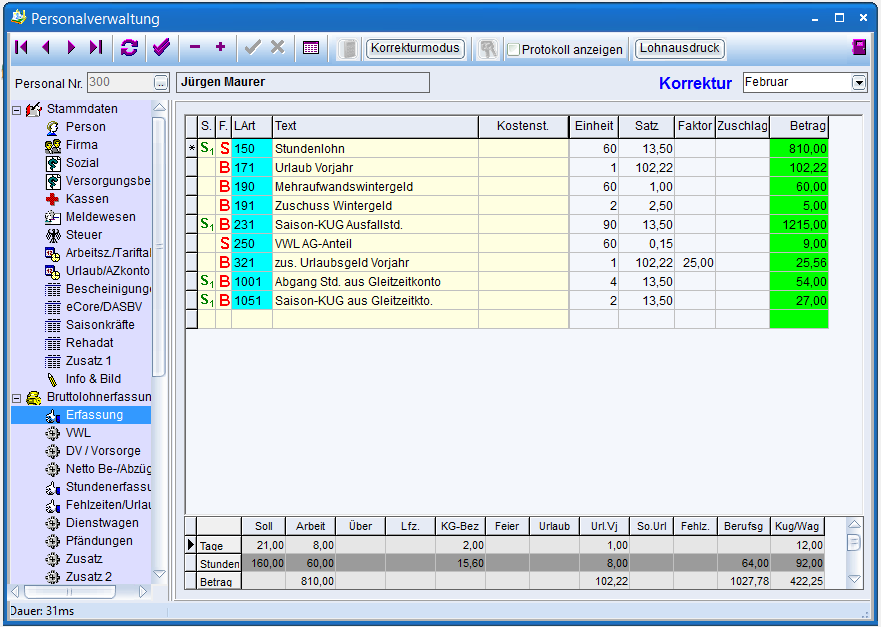 Personalverwaltung
Korrekturmodus Protokoll anzeigen Lohnausdruck
Personal Nr. 300 ... Jürgen Maurer Korrektur Februar
Stammdaten
Person
Firma
Sozial
Versorgungsbe
Kassen
Meldewesen
Steuer
Arbeitsz./Tariftal
Urlaub/AZkonto
Bescheinigung
eCore/DASBV
Saisonkräfte
Rehadat
Zusatz 1
Info & Bild
Bruttolohnerfassun
Erfassung
VWL
DV / Vorsorge
Netto Be-/Abzüg
Stundenerfassu
Fehlzeiten/Urlau
Dienstwagen
Pfändungen
Zusatz
Zusatz 2
S. F. LArt Text Kostenst. Einheit Satz Faktor Zuschlag Betrag
* S1 S 150 Stundenlohn 60 13,50 810,00
B 171 Urlaub Vorjahr 1 102,22 102,22
B 190 Mehraufwandswintergeld 60 1,00 60,00
B 191 Zuschuss Wintergeld 2 2,50 5,00
S1 B 231 Saison-KUG Ausfallstd. 90 13,50 1215,00
S 250 VWL AG-Anteil 60 0,15 9,00
B 321 zus. Urlaubsgeld Vorjahr 1 102,22 25,00 25,56
S1 B 1001 Abgang Std. aus Gleitzeitkonto 4 13,50 54,00
S1 B 1051 Saison-KUG aus Gleitzeitkto. 2 13,50 27,00
Soll Arbeit Über Lfz. KG-Bez Feier Urlaub Url.Vj So.Url Fehlz. Berufsg Kug/Wag
Tage 21,00 8,00 2,00 1,00 12,00
Stunden 160,00 60,00 15,60 8,00 64,00 92,00
Betrag 810,00 102,22 1027,78 422,25
Dauer: 31ms